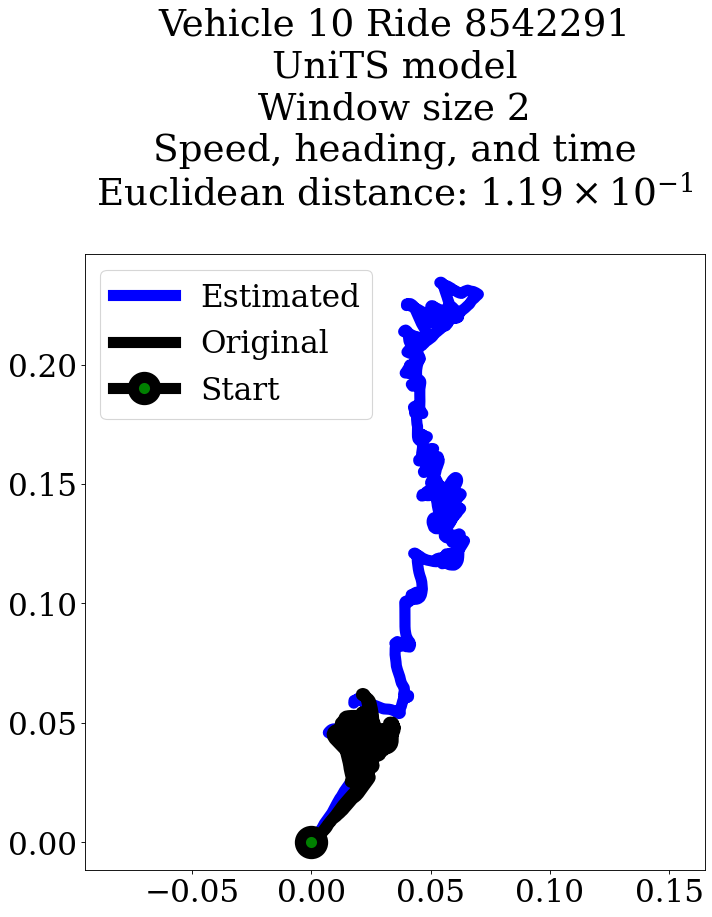 Vehicle 10 Ride 8542291
UniTS model
Window size 2
Speed, heading, and time
Euclidean distance: 1.19 × 10⁻¹
Estimated
Original
Start
0.20
0.15
0.10
0.05
0.00
−0.05 0.00 0.05 0.10 0.15